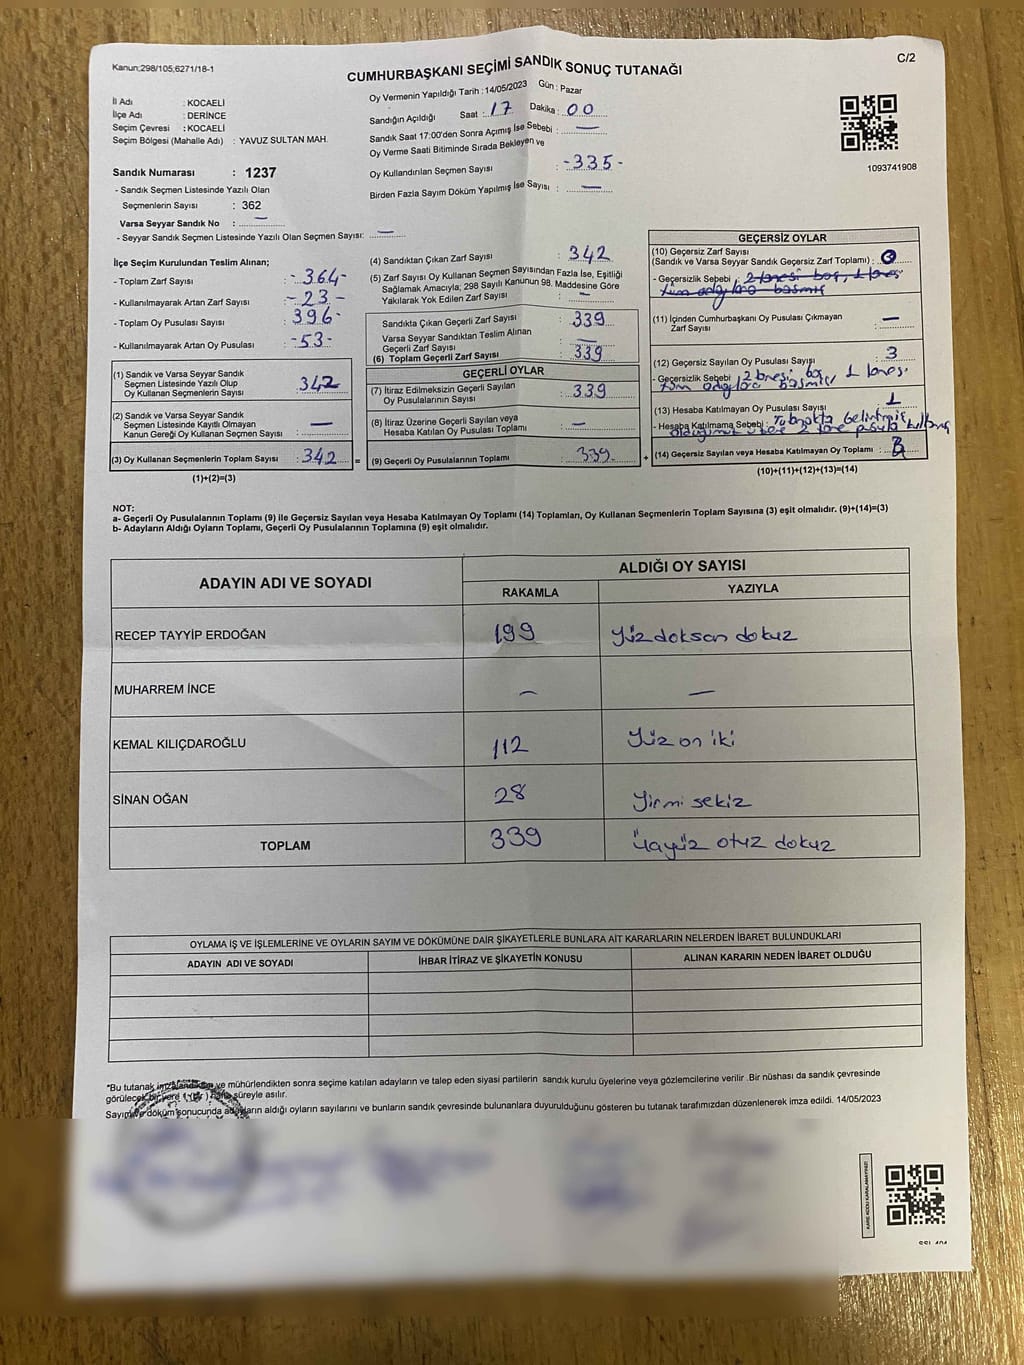 Kanun;298/105;6271/18-1
C/2
CUMHURBAŞKANI SEÇİMİ SANDIK SONUÇ TUTANAĞI
İl Adı : KOCAELİ
İlçe Adı : DERİNCE
Seçim Çevresi : KOCAELİ
Seçim Bölgesi (Mahalle Adı) : YAVUZ SULTAN MAH.
Oy Vermenin Yapıldığı Tarih : 14/05/2023 Gün : Pazar
Sandığın Açıldığı Saat : 17 Dakika : 00
Sandık Saat 17:00'den Sonra Açımış İse Sebebi : —
Oy Verme Saati Bitiminde Sırada Bekleyen ve
Oy Kullandırılan Seçmen Sayısı : -335-
Birden Fazla Sayım Döküm Yapılmış İse Sayısı : —
1093741908
Sandık Numarası : 1237
- Sandık Seçmen Listesinde Yazılı Olan
Seçmenlerin Sayısı : 362
Varsa Seyyar Sandık No : —
- Seyyar Sandık Seçmen Listesinde Yazılı Olan Seçmen Sayısı: —
İlçe Seçim Kurulundan Teslim Alınan;
- Toplam Zarf Sayısı : -364-
- Kullanılmayarak Artan Zarf Sayısı : -23-
- Toplam Oy Pusulası Sayısı : 396-
- Kullanılmayarak Artan Oy Pusulası : -53-
(1) Sandık ve Varsa Seyyar Sandık
Seçmen Listesinde Yazılı Olup
Oy Kullanan Seçmenlerin Sayısı : 342
(2) Sandık ve Varsa Seyyar Sandık
Seçmen Listesinde Kayıtlı Olmayan
Kanun Gereği Oy Kullanan Seçmen Sayısı : —
(3) Oy Kullanan Seçmenlerin Toplam Sayısı : 342
(1)+(2)=(3)
=
(4) Sandıktan Çıkan Zarf Sayısı : 342
(5) Zarf Sayısı Oy Kullanan Seçmen Sayısından Fazla İse, Eşitliği
Sağlamak Amacıyla; 298 Sayılı Kanunun 98. Maddesine Göre
Yakılarak Yok Edilen Zarf Sayısı : —
Sandıkta Çıkan Geçerli Zarf Sayısı : 339
Varsa Seyyar Sandıktan Teslim Alınan
Geçerli Zarf Sayısı : —
(6) Toplam Geçerli Zarf Sayısı : 339
GEÇERLİ OYLAR
(7) İtiraz Edilmeksizin Geçerli Sayılan
Oy Pusulasının Sayısı : 339
(8) İtiraz Üzerine Geçerli Sayılan veya
Hesaba Katılan Oy Pusulası Toplamı : —
(9) Geçerli Oy Pusulalarının Toplamı : 339
+
GEÇERSİZ OYLAR
(10) Geçersiz Zarf Sayısı
(Sandık ve Varsa Seyyar Sandık Geçersiz Zarf Toplamı) :
- Geçersizlik Sebebi : 2 tanesi boş, 1 tanesi
tüm adaylara basmış
(11) İçinden Cumhurbaşkanı Oy Pusulası Çıkmayan
Zarf Sayısı : —
(12) Geçersiz Sayılan Oy Pusulası Sayısı : 3
- Geçersizlik Sebebi : 2 tanesi boş, 1 tanesi
tüm adaylara basmış
(13) Hesaba Katılmayan Oy Pusulası Sayısı : 1
- Hesaba Katılmama Sebebi : Tutanakta belirtmiş
olduğumuz üzere 2 tane pusula
(14) Geçersiz Sayılan veya Hesaba Katılmayan Oy Toplamı :
(10)+(11)+(12)+(13)=(14)
NOT:
a- Geçerli Oy Pusulalarının Toplamı (9) İle Geçersiz Sayılan veya Hesaba Katılmayan Oy Toplamı (14) Toplamları, Oy Kullanan Seçmenlerin Toplam Sayısına (3) eşit olmalıdır. (9)+(14)=(3)
b- Adayların Aldığı Oyların Toplamı, Geçerli Oy Pusulalarının Toplamına (9) eşit olmalıdır.
ADAYIN ADI VE SOYADI
ALDIĞI OY SAYISI
RAKAMLA YAZIYLA
RECEP TAYYİP ERDOĞAN 199 Yüzdoksan dokuz
MUHARREM İNCE — —
KEMAL KILIÇDAROĞLU 112 Yüz on iki
SİNAN OĞAN 28 Yirmi sekiz
TOPLAM 339 üçyüz otuz dokuz
OYLAMA İŞ VE İŞLEMLERİNE VE OYLARIN SAYIM VE DÖKÜMÜNE DAİR ŞİKAYETLERLE BUNLARA AİT KARARLARIN NELERDEN İBARET BULUNDUKLARI
ADAYIN ADI VE SOYADI İHBAR İTİRAZ VE ŞİKAYETİN KONUSU ALINAN KARARIN NEDEN İBARET OLDUĞU
*Bu tutanak imzalandıktan ve mühürlendikten sonra seçime katılan adayların ve talep eden siyasi partilerin sandık kurulu üyelerine veya gözlemcilerine verilir .Bir nüshası da sandık çevresinde
görülecek bir yere 1 (bir) hafta süreyle asılır.
Sayım ve döküm sonucunda adayların aldığı oyların sayılarını ve bunların sandık çevresinde bulunanlara duyurulduğunu gösteren bu tutanak tarafımızdan düzenlenerek imza edildi. 14/05/2023